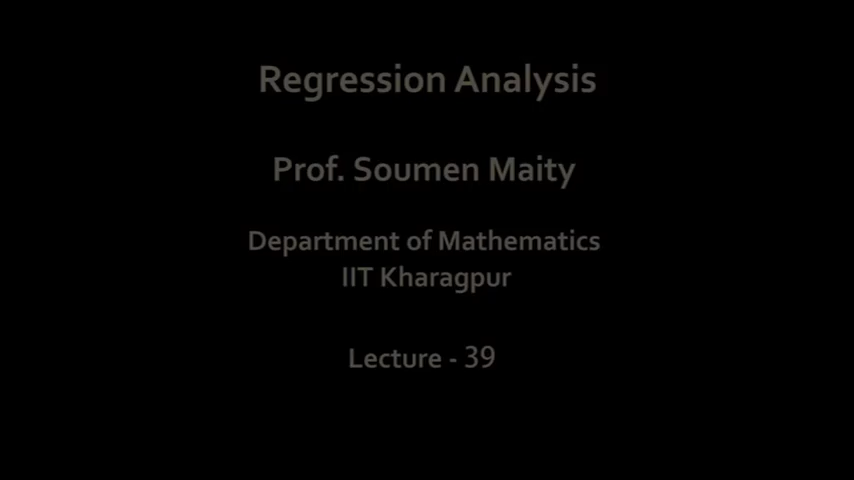 Regression Analysis
Prof. Soumen Maity
Department of Mathematics
IIT Kharagpur
Lecture - 39